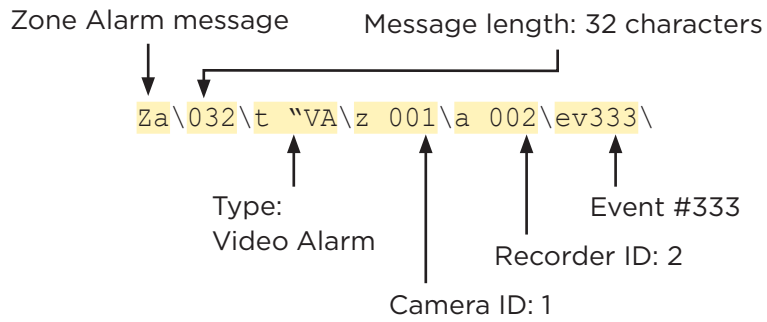 Zone Alarm message
Message length: 32 characters
Za\032\t “VA\z 001\a 002\ev333\
Type:
Video Alarm
Event #333
Recorder ID: 2
Camera ID: 1